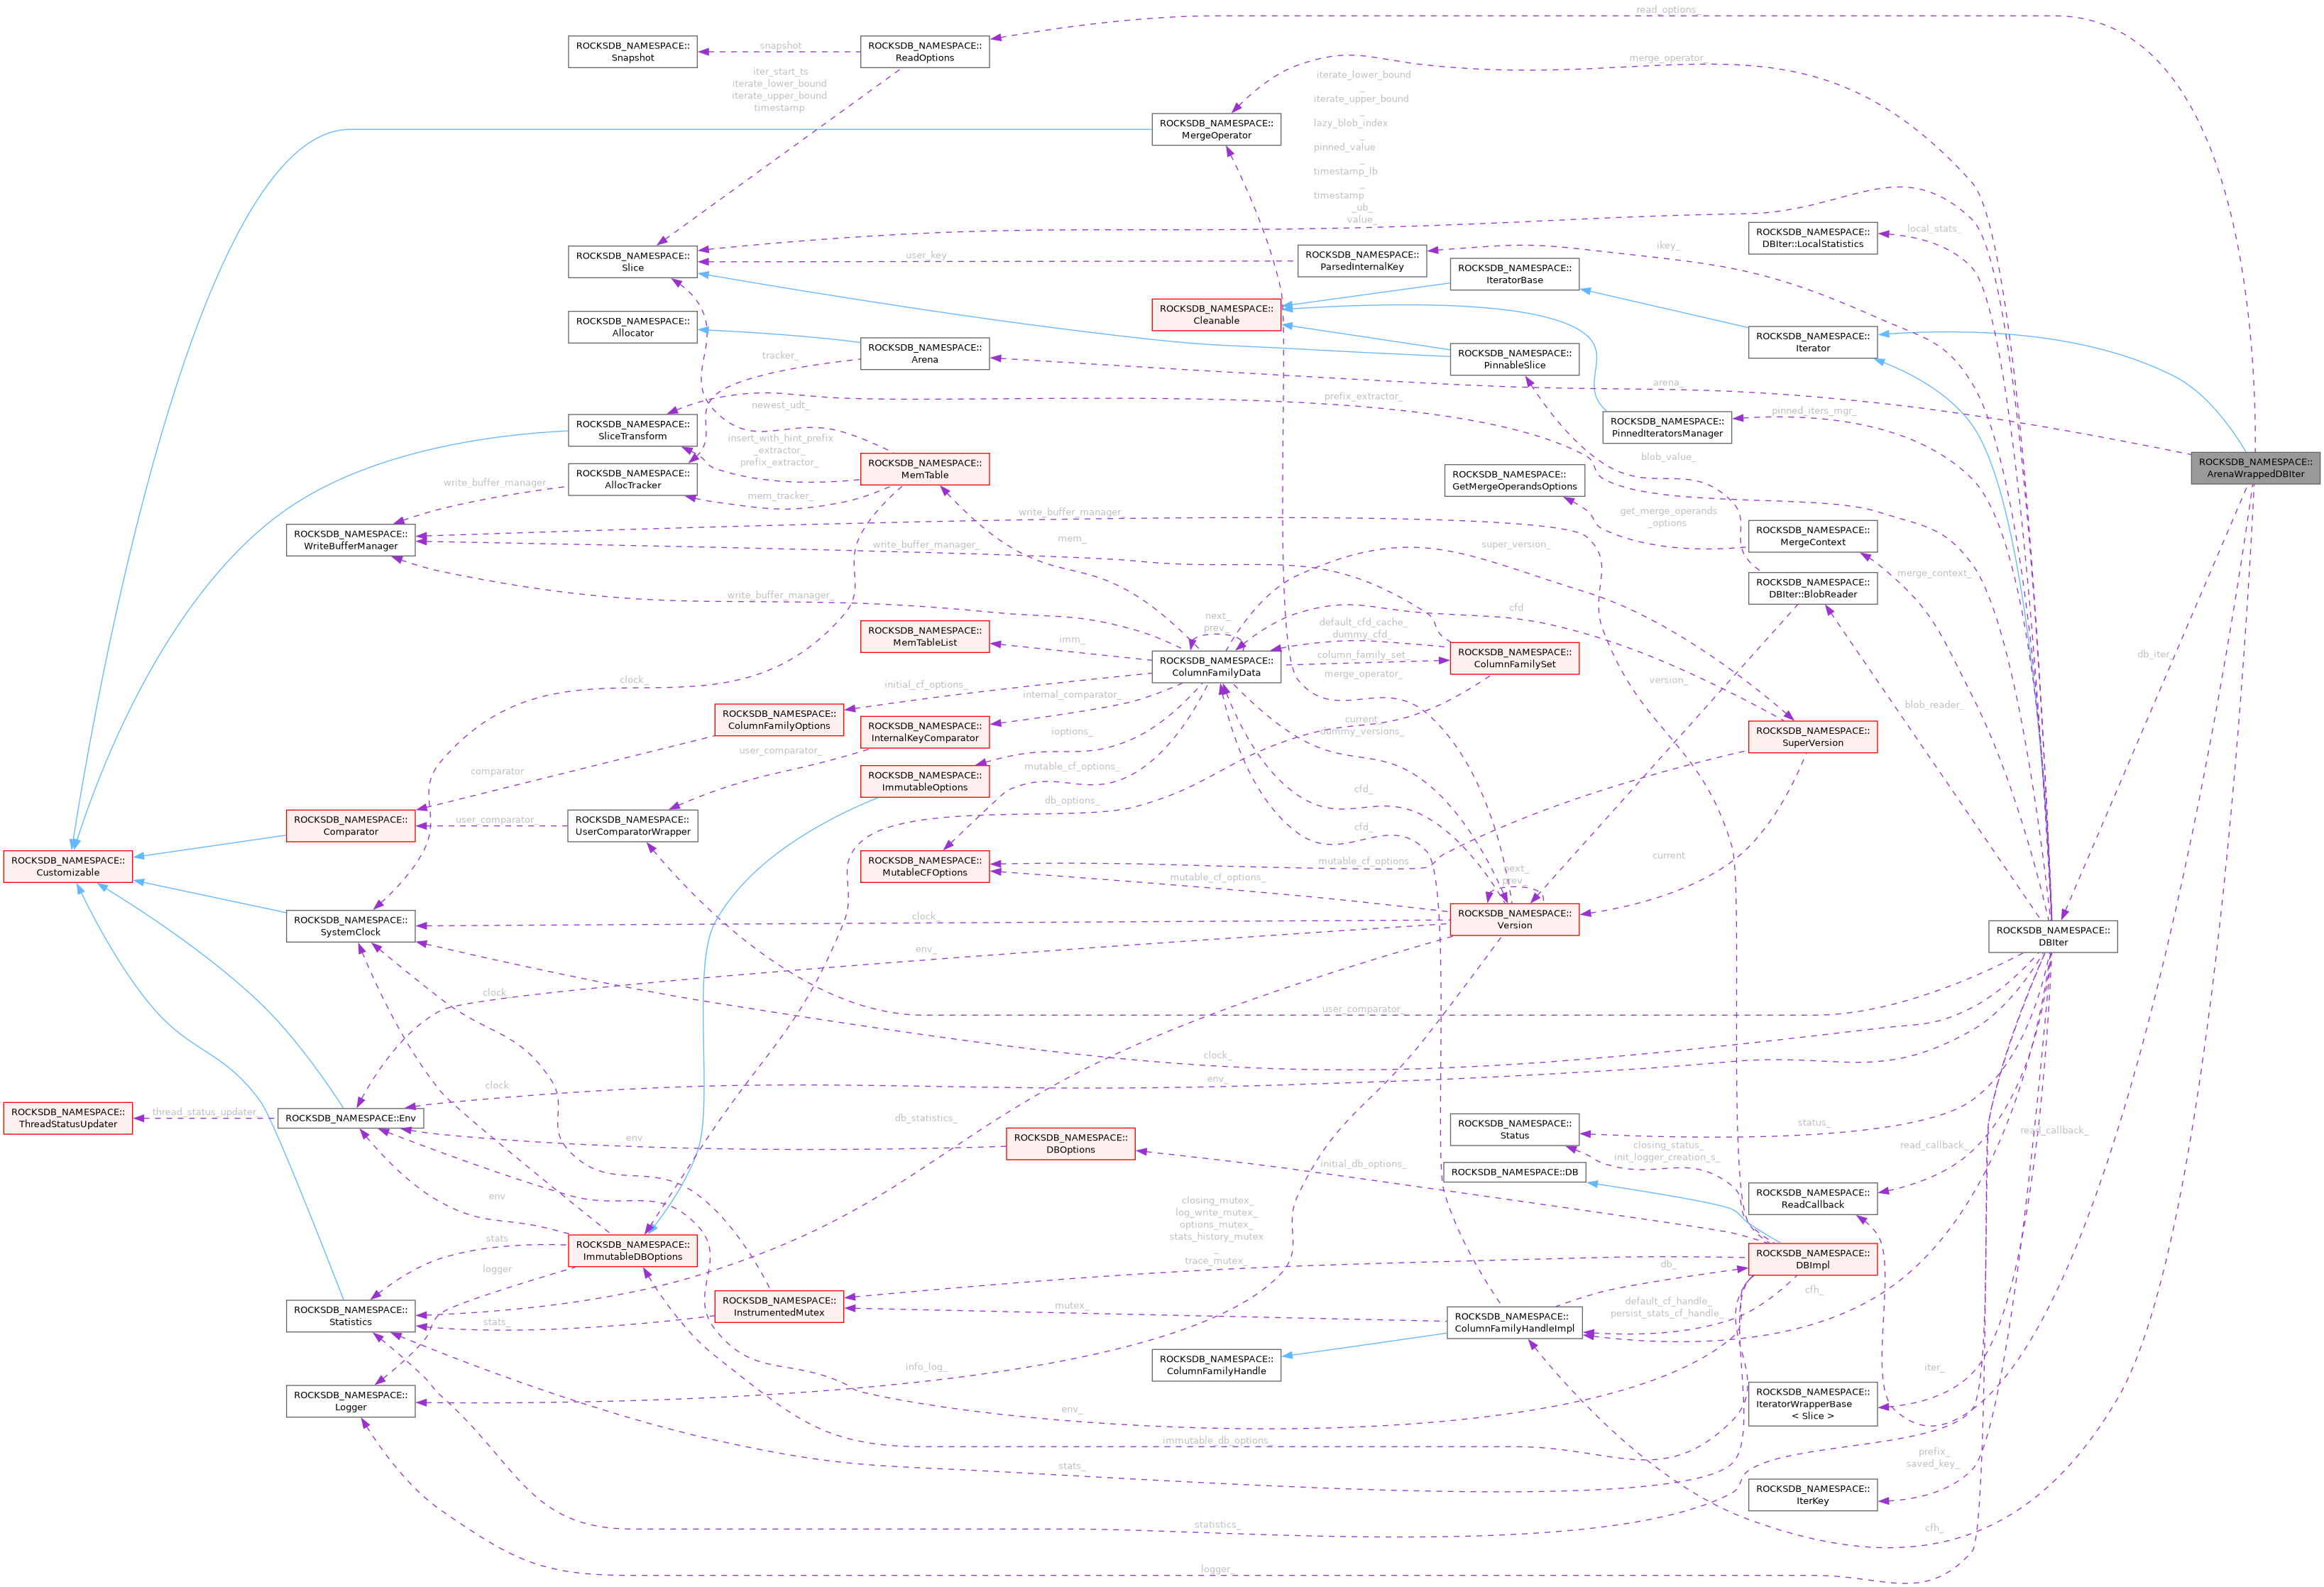 read_options_
ROCKSDB_NAMESPACE::
Snapshot
snapshot
ROCKSDB_NAMESPACE::
ReadOptions
merge_operator_
iter_start_ts
iterate_lower_bound
iterate_upper_bound
timestamp
iterate_lower_bound
_
iterate_upper_bound
_
lazy_blob_index
_
pinned_value
_
timestamp_lb
_
timestamp
_ub_
value_
ROCKSDB_NAMESPACE::
MergeOperator
ROCKSDB_NAMESPACE::
DBIter::LocalStatistics
local_stats_
ROCKSDB_NAMESPACE::
Slice
user_key
ROCKSDB_NAMESPACE::
ParsedInternalKey
ikey_
ROCKSDB_NAMESPACE::
IteratorBase
ROCKSDB_NAMESPACE::
Cleanable
ROCKSDB_NAMESPACE::
Allocator
ROCKSDB_NAMESPACE::
Arena
tracker_
ROCKSDB_NAMESPACE::
PinnableSlice
ROCKSDB_NAMESPACE::
Iterator
arena_
newest_udt_
prefix_extractor_
pinned_iters_mgr_
ROCKSDB_NAMESPACE::
PinnedIteratorsManager
ROCKSDB_NAMESPACE::
SliceTransform
insert_with_hint_prefix
_extractor_
prefix_extractor_
blob_value_
ROCKSDB_NAMESPACE::
ArenaWrappedDBIter
ROCKSDB_NAMESPACE::
MemTable
ROCKSDB_NAMESPACE::
AllocTracker
write_buffer_manager_
mem_tracker_
ROCKSDB_NAMESPACE::
GetMergeOperandsOptions
get_merge_operands
_options
ROCKSDB_NAMESPACE::
MergeContext
ROCKSDB_NAMESPACE::
WriteBufferManager
write_buffer_manager_
mem_
write_buffer_manager_
super_version_
merge_context_
ROCKSDB_NAMESPACE::
DBIter::BlobReader
write_buffer_manager_
next_
prev_
cfd
default_cfd_cache_
dummy_cfd_
ROCKSDB_NAMESPACE::
MemTableList
imm_
ROCKSDB_NAMESPACE::
ColumnFamilyData
column_family_set_
merge_operator_
ROCKSDB_NAMESPACE::
ColumnFamilySet
db_iter_
clock_
initial_cf_options_
version_
internal_comparator_
blob_reader_
ROCKSDB_NAMESPACE::
ColumnFamilyOptions
ROCKSDB_NAMESPACE::
InternalKeyComparator
ioptions_
current_
dummy_versions_
ROCKSDB_NAMESPACE::
SuperVersion
user_comparator_
comparator
mutable_cf_options_
ROCKSDB_NAMESPACE::
ImmutableOptions
cfd_
db_options_
ROCKSDB_NAMESPACE::
Comparator
user_comparator_
ROCKSDB_NAMESPACE::
UserComparatorWrapper
cfd_
ROCKSDB_NAMESPACE::
Customizable
ROCKSDB_NAMESPACE::
MutableCFOptions
mutable_cf_options
mutable_cf_options_
next_
prev_
current
ROCKSDB_NAMESPACE::
SystemClock
clock_
ROCKSDB_NAMESPACE::
Version
ROCKSDB_NAMESPACE::
DBIter
env_
clock
user_comparator_
clock_
env_
clock
ROCKSDB_NAMESPACE::
ThreadStatusUpdater
thread_status_updater_
ROCKSDB_NAMESPACE::Env
db_statistics_
env
ROCKSDB_NAMESPACE::
DBOptions
ROCKSDB_NAMESPACE::
Status
status_
closing_status_
init_logger_creation_s_
read_callback_
read_callback_
initial_db_options_
ROCKSDB_NAMESPACE::DB
env
closing_mutex_
log_write_mutex_
options_mutex_
stats_history_mutex
_
trace_mutex_
ROCKSDB_NAMESPACE::
ReadCallback
stats
ROCKSDB_NAMESPACE::
ImmutableDBOptions
ROCKSDB_NAMESPACE::
DBImpl
logger
db_
cfh_
ROCKSDB_NAMESPACE::
Statistics
stats_
ROCKSDB_NAMESPACE::
InstrumentedMutex
mutex_
ROCKSDB_NAMESPACE::
ColumnFamilyHandleImpl
default_cf_handle_
persist_stats_cf_handle_
info_log_
ROCKSDB_NAMESPACE::
ColumnFamilyHandle
iter_
ROCKSDB_NAMESPACE::
Logger
ROCKSDB_NAMESPACE::
IteratorWrapperBase
< Slice >
env_
immutable_db_options_
stats_
prefix_
saved_key_
ROCKSDB_NAMESPACE::
IterKey
statistics_
cfh_
logger_